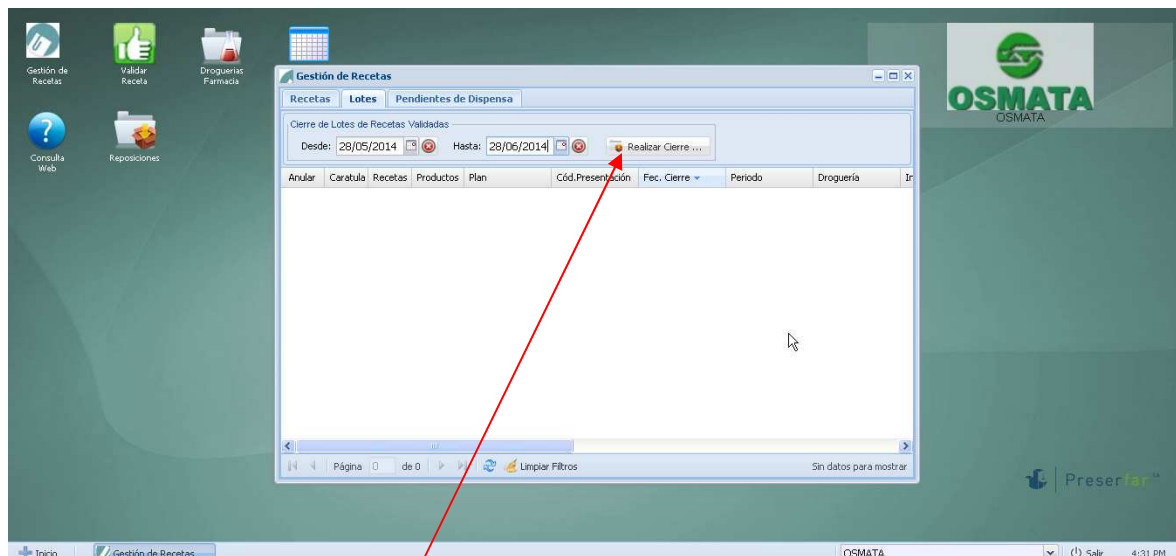 Gestión de Recetas
Validar Receta
Droguerias Farmacia
Consulta Web
Reposiciones
Gestión de Recetas
Recetas Lotes Pendientes de Dispensa
Cierre de Lotes de Recetas Validadas
Desde: 28/05/2014 Hasta: 28/06/2014 Realizar Cierre ...
Anular Caratula Recetas Productos Plan Cód.Presentación Fec. Cierre Periodo Droguería In
Página 0 de 0 Limpiar Filtros Sin datos para mostrar
OSMATA
OSMATA
Preserfar
Inicio Gestión de Recetas OSMATA Salir 4:31 PM